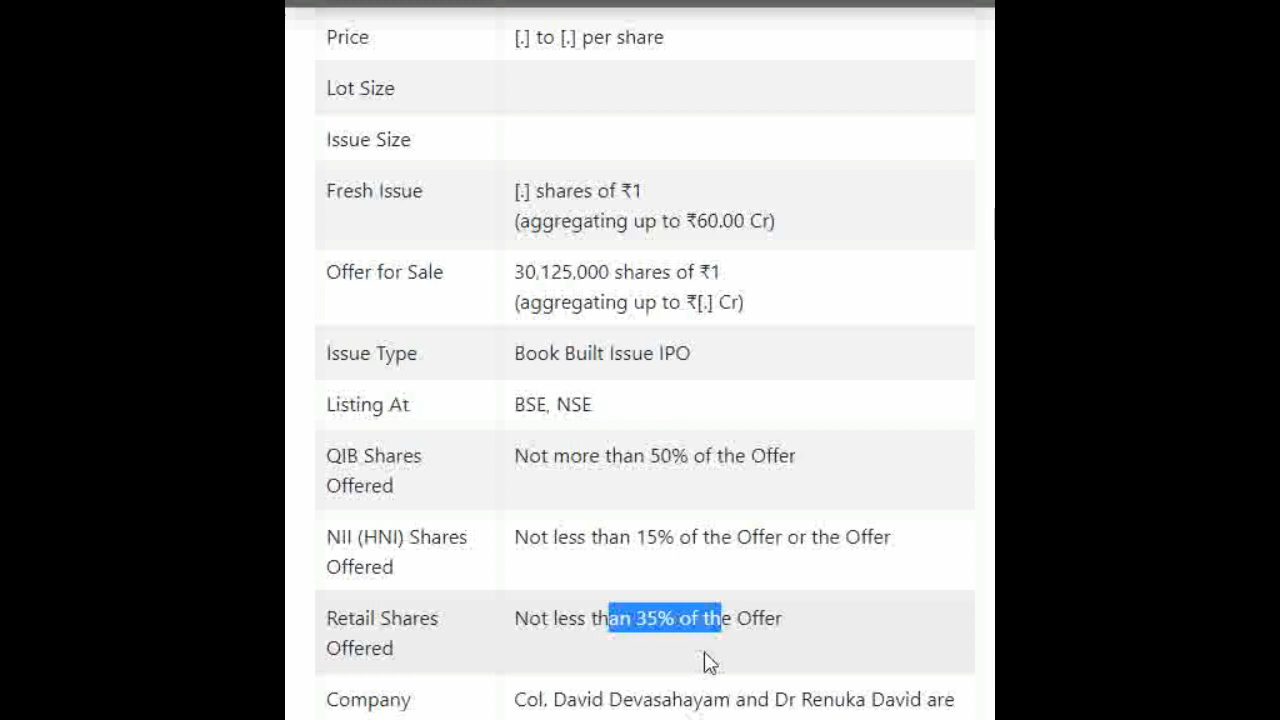 Price [.] to [.] per share
Lot Size
Issue Size
Fresh Issue [.] shares of ₹1
(aggregating up to ₹60.00 Cr)
Offer for Sale 30,125,000 shares of ₹1
(aggregating up to ₹[.] Cr)
Issue Type Book Built Issue IPO
Listing At BSE, NSE
QIB Shares Not more than 50% of the Offer
Offered
NII (HNI) Shares Not less than 15% of the Offer or the Offer
Offered
Retail Shares Not less than 35% of the Offer
Offered
Company Col. David Devasahayam and Dr Renuka David are